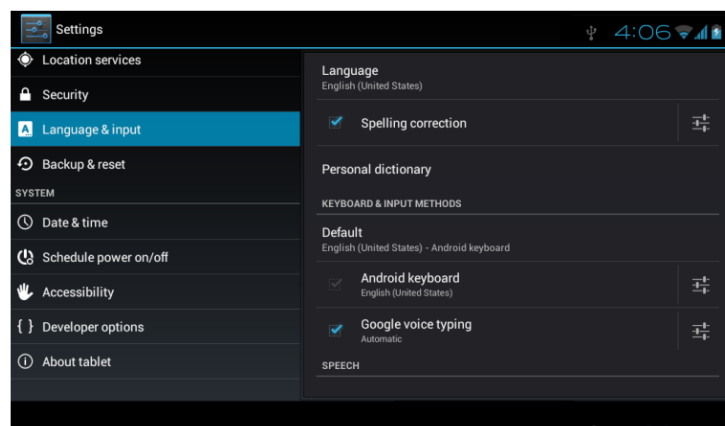 Settings
4:06
Location services
Security
Language & input
Backup & reset
SYSTEM
Date & time
Schedule power on/off
Accessibility
{ } Developer options
About tablet
Language
English (United States)
Spelling correction
Personal dictionary
KEYBOARD & INPUT METHODS
Default
English (United States) - Android keyboard
Android keyboard
English (United States)
Google voice typing
Automatic
SPEECH